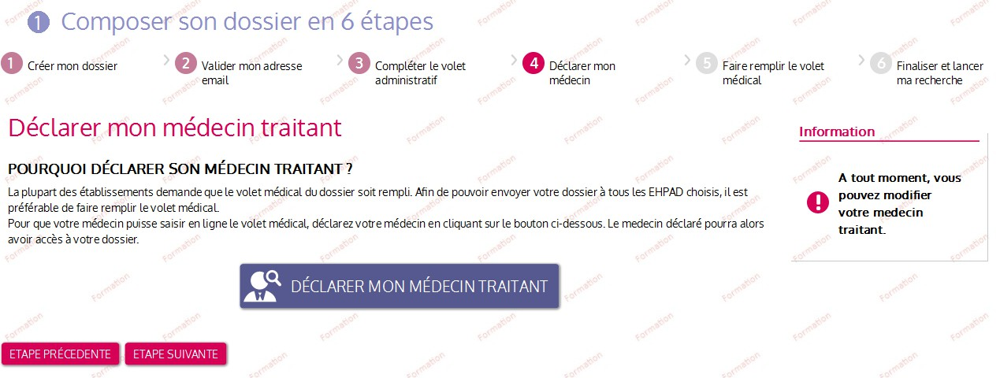 1 Composer son dossier en 6 étapes
1 Créer mon dossier
2 Valider mon adresse
email
3 Compléter le volet
administratif
4 Déclarer mon
médecin
5 Faire remplir le volet
médical
6 Finaliser et lancer
ma recherche
Déclarer mon médecin traitant
POURQUOI DÉCLARER SON MÉDECIN TRAITANT ?
La plupart des établissements demande que le volet médical du dossier soit rempli. Afin de pouvoir envoyer votre dossier à tous les EHPAD choisis, il est
préférable de faire remplir le volet médical.
Pour que votre médecin puisse saisir en ligne le volet médical, déclarez votre médecin en cliquant sur le bouton ci-dessous. Le medecin déclaré pourra alors
avoir accès à votre dossier.
DÉCLARER MON MÉDECIN TRAITANT
ETAPE PRÉCEDENTE
ETAPE SUIVANTE
Information
A tout moment, vous
pouvez modifier
votre medecin
traitant.
Formation